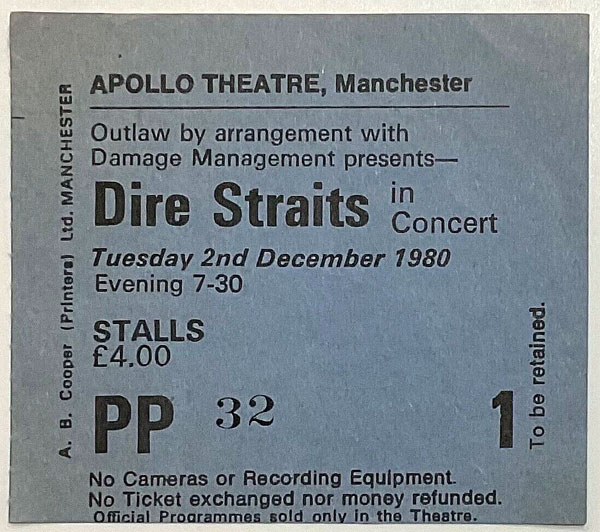 APOLLO THEATRE, Manchester
Outlaw by arrangement with
Damage Management presents—
Dire Straits in Concert
Tuesday 2nd December 1980
Evening 7-30
STALLS
£4.00
PP 32 1
No Cameras or Recording Equipment.
No Ticket exchanged nor money refunded.
Official Programmes sold only in the Theatre.
A. B. Cooper (Printers) Ltd. MANCHESTER
To be retained.